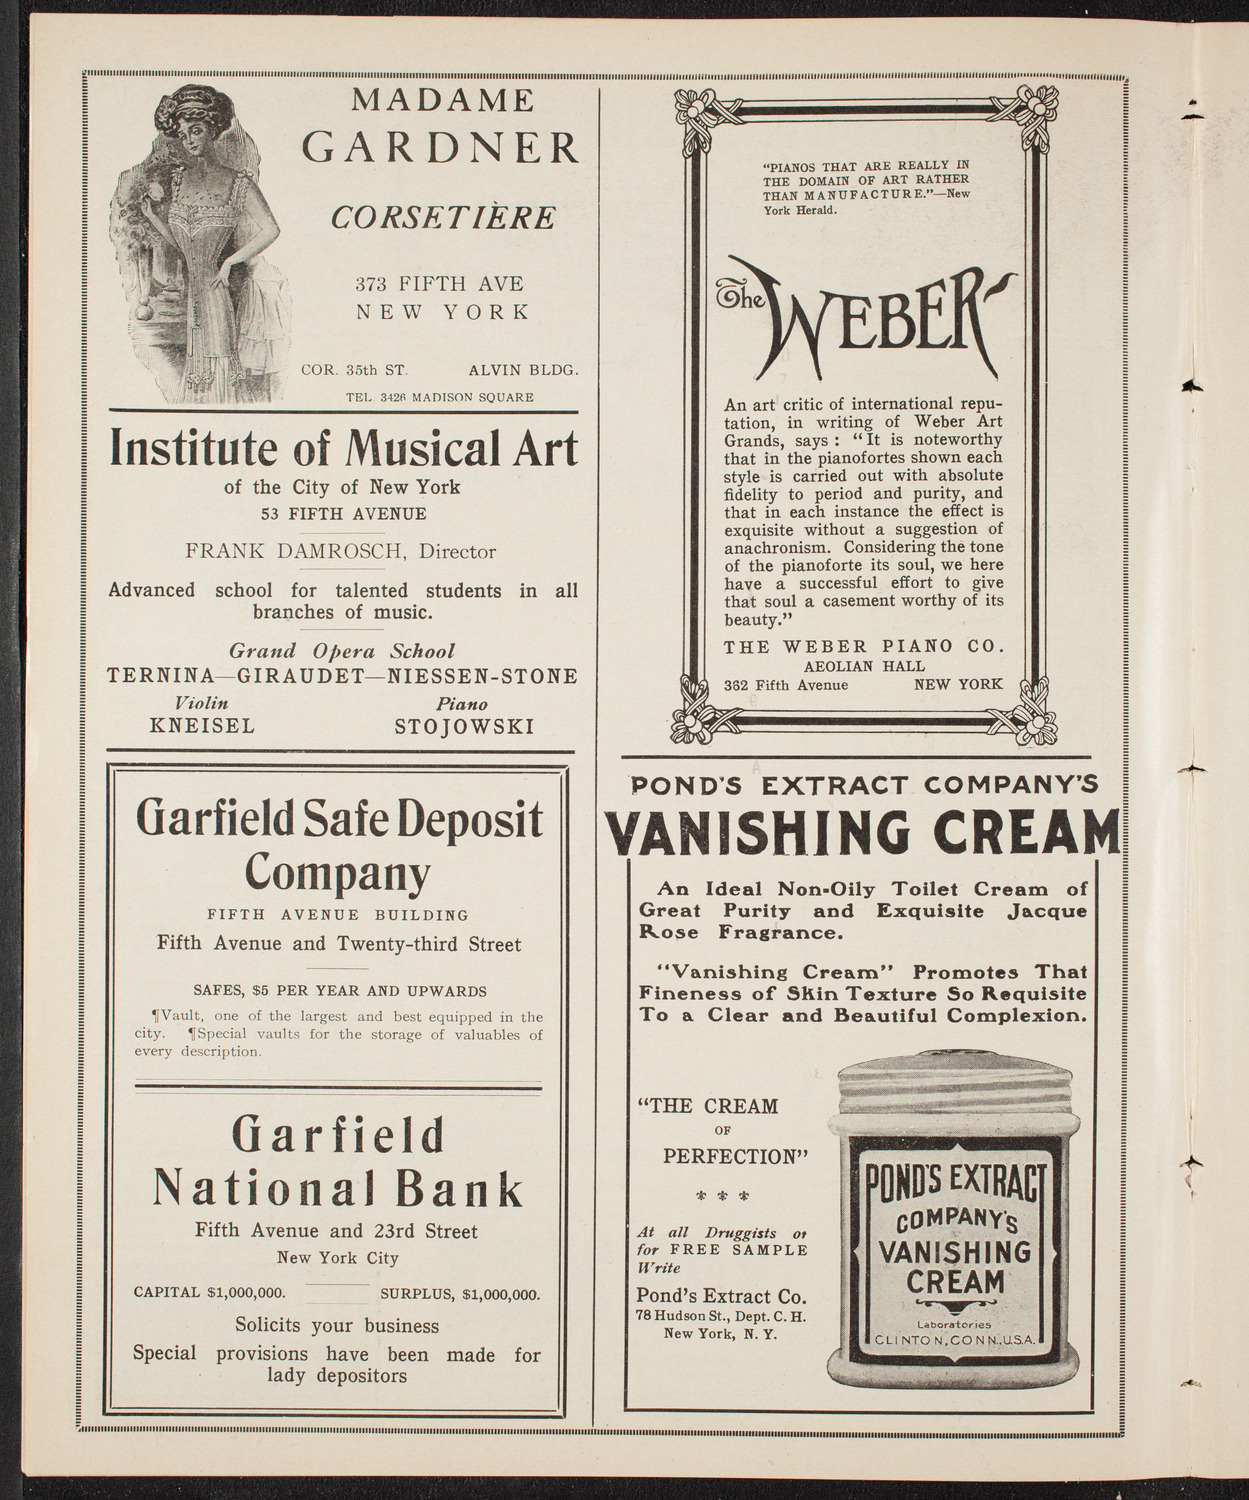 MADAME
GARDNER
CORSETIÈRE
373 FIFTH AVE
NEW YORK
COR. 35th ST. ALVIN BLDG.
TEL. 3426 MADISON SQUARE
Institute of Musical Art
of the City of New York
53 FIFTH AVENUE
FRANK DAMROSCH, Director
Advanced school for talented students in all
branches of music.
Grand Opera School
TERNINA—GIRAUDET—NIESSEN-STONE
Violin Piano
KNEISEL STOJOWSKI
Garfield Safe Deposit
Company
FIFTH AVENUE BUILDING
Fifth Avenue and Twenty-third Street
SAFES, $5 PER YEAR AND UPWARDS
¶Vault, one of the largest and best equipped in the
city. ¶Special vaults for the storage of valuables of
every description.
Garfield
National Bank
Fifth Avenue and 23rd Street
New York City
CAPITAL $1,000,000. SURPLUS, $1,000,000.
Solicits your business
Special provisions have been made for
lady depositors
“PIANOS THAT ARE REALLY IN
THE DOMAIN OF ART RATHER
THAN MANUFACTURE.”—New
York Herald.
The WEBER
An art critic of international repu-
tation, in writing of Weber Art
Grands, says : “It is noteworthy
that in the pianofortes shown each
style is carried out with absolute
fidelity to period and purity, and
that in each instance the effect is
exquisite without a suggestion of
anachronism. Considering the tone
of the pianoforte its soul, we here
have a successful effort to give
that soul a casement worthy of its
beauty.”
THE WEBER PIANO CO.
AEOLIAN HALL
362 Fifth Avenue NEW YORK
POND'S EXTRACT COMPANY'S
VANISHING CREAM
An Ideal Non-Oily Toilet Cream of
Great Purity and Exquisite Jacque
Rose Fragrance.
“Vanishing Cream” Promotes That
Fineness of Skin Texture So Requisite
To a Clear and Beautiful Complexion.
“THE CREAM
OF
PERFECTION”
* * *
At all Druggists or
for FREE SAMPLE
Write
Pond's Extract Co.
78 Hudson St., Dept. C. H.
New York, N. Y.
POND'S EXTRACT
COMPANY'S
VANISHING
CREAM
Laboratories
CLINTON, CONN. U.S.A.